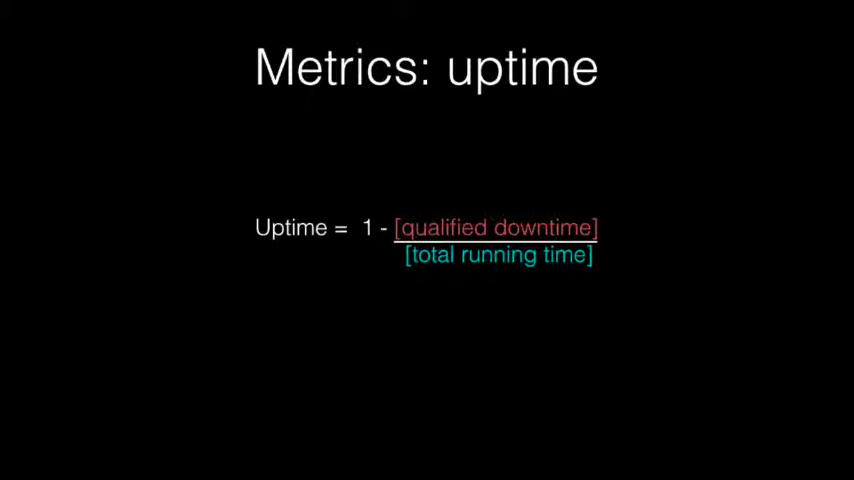 Metrics: uptime
Uptime = 1 - [qualified downtime]
[total running time]